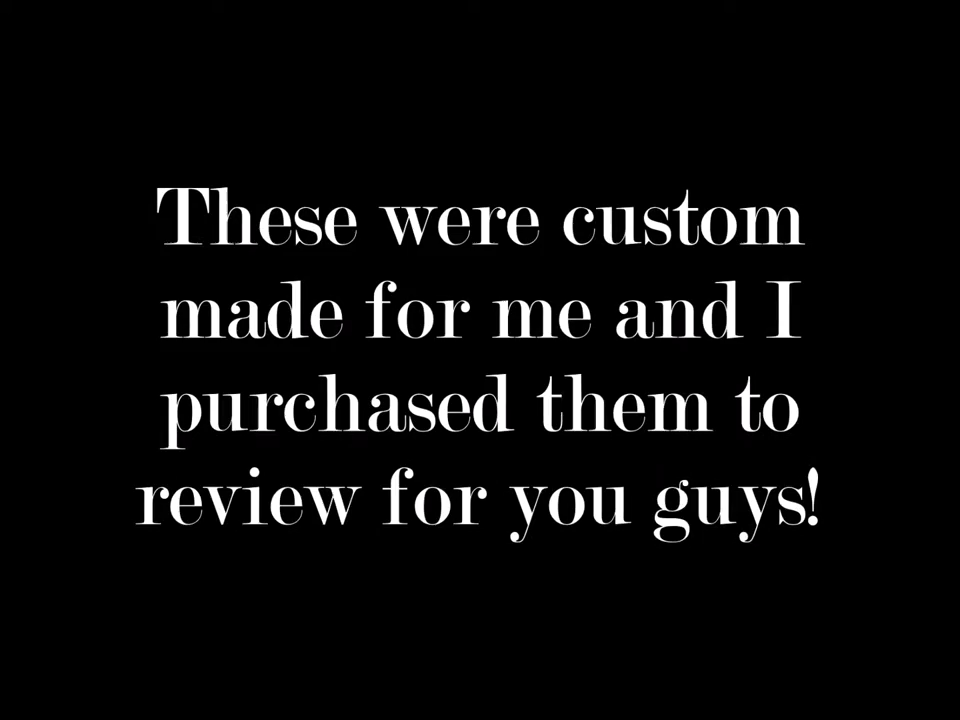 These were custom
made for me and I
purchased them to
review for you guys!